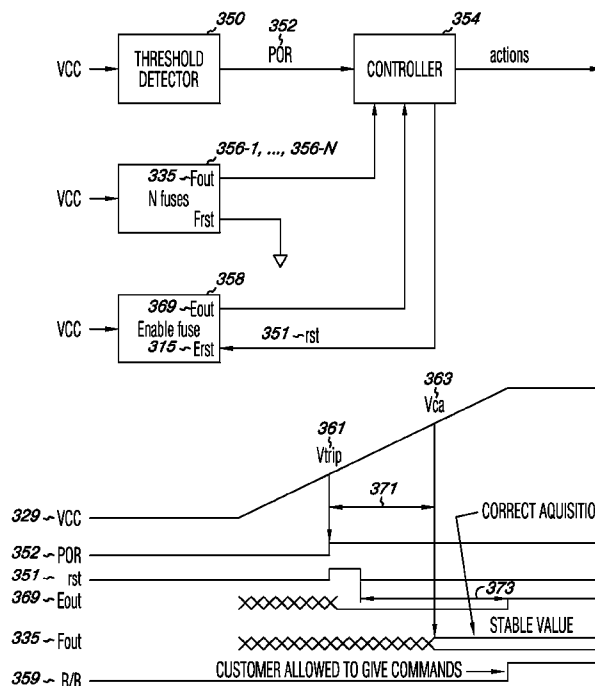 350
352
354
VCC
THRESHOLD
DETECTOR
POR
CONTROLLER
actions
356-1, ..., 356-N
335
Fout
VCC
N fuses
Frst
358
369
Eout
VCC
Enable fuse
351
rst
315
Erst
363
Vca
361
Vtrip
371
329 VCC
CORRECT AQUISITIO
352 POR
351 rst
373
369 Eout
STABLE VALUE
335 Fout
CUSTOMER ALLOWED TO GIVE COMMANDS
359 R/B